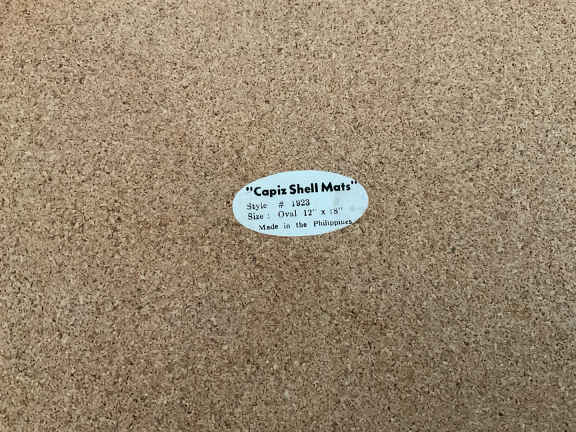 "Capiz Shell Mats"
Style # 1923
Size : Oval 12" x 18"
Made in the Philippines